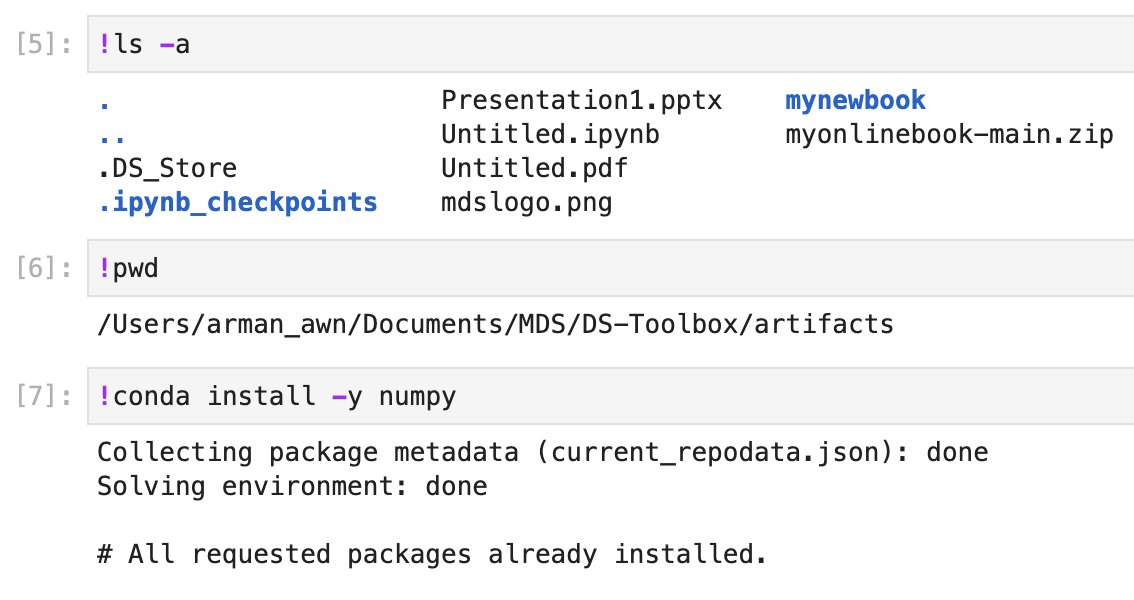 [5]: !ls -a
. Presentation1.pptx mynewbook
.. Untitled.ipynb myonlinebook-main.zip
.DS_Store Untitled.pdf
.ipynb_checkpoints mdslogo.png
[6]: !pwd
/Users/arman_awn/Documents/MDS/DS-Toolbox/artifacts
[7]: !conda install -y numpy
Collecting package metadata (current_repodata.json): done
Solving environment: done
# All requested packages already installed.